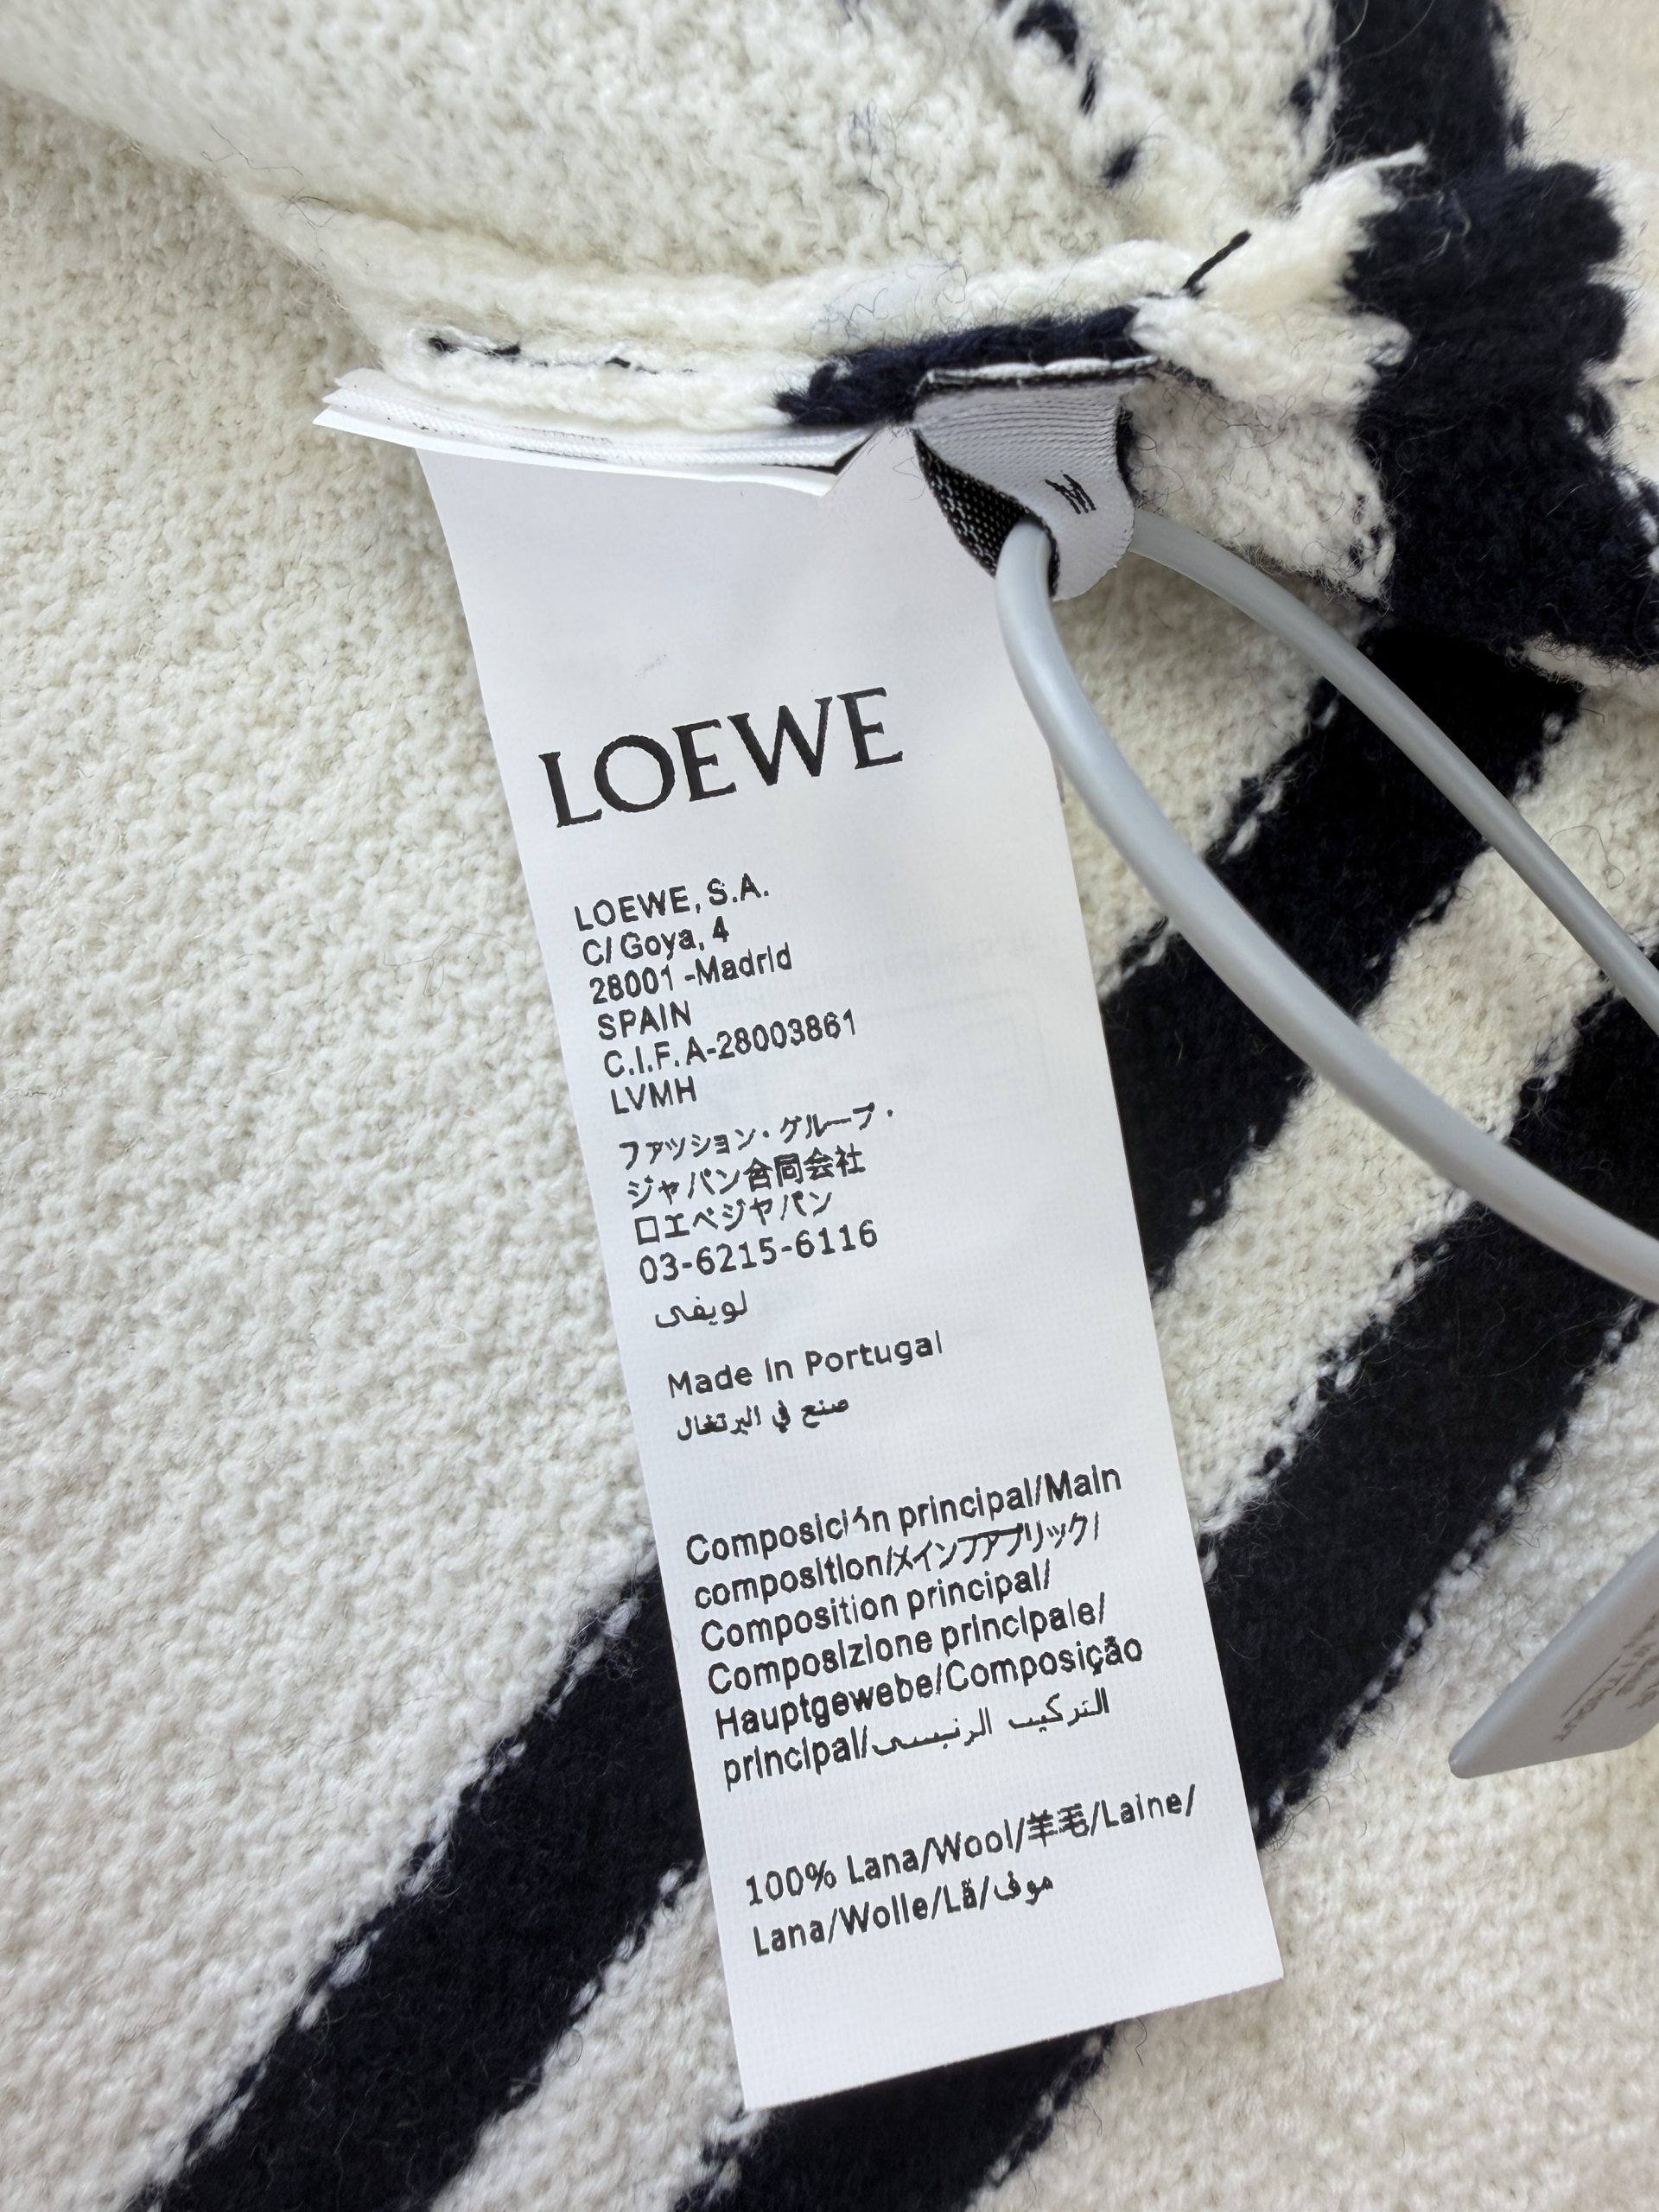 LOEWE
LOEWE, S.A.
C/ Goya, 4
28001 -Madrid
SPAIN
C.I.F. A-28003861
LVMH
ファッション・グループ・
ジャパン合同会社
ロエベジャパン
03-6215-6116
لويفى
Made in Portugal
صنع في البرتغال
Composición principal/Main
composition/メインファブリック/
Composition principal/
Composizione principale/
Hauptgewebe/Composição
principal/التركيب الرئيسى
100% Lana/Wool/羊毛/Laine/
Lana/Wolle/Lã/صوف
M